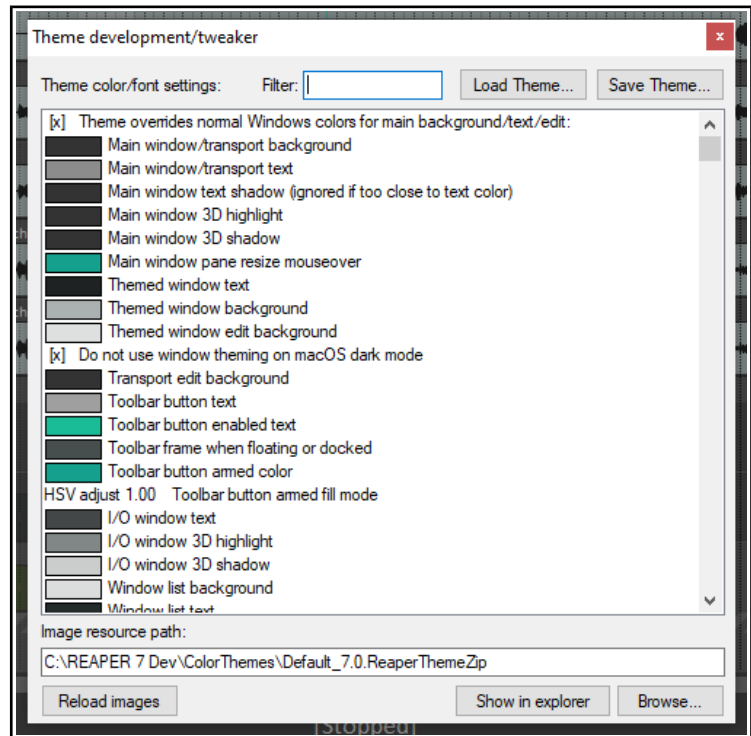 Theme development/tweaker
x
Theme color/font settings: Filter: Load Theme... Save Theme...
[x] Theme overrides normal Windows colors for main background/text/edit:
Main window/transport background
Main window/transport text
Main window text shadow (ignored if too close to text color)
Main window 3D highlight
Main window 3D shadow
Main window pane resize mouseover
Themed window text
Themed window background
Themed window edit background
[x] Do not use window theming on macOS dark mode
Transport edit background
Toolbar button text
Toolbar button enabled text
Toolbar frame when floating or docked
Toolbar button armed color
HSV adjust 1.00 Toolbar button armed fill mode
I/O window text
I/O window 3D highlight
I/O window 3D shadow
Window list background
Window list text
Image resource path:
C:\REAPER 7 Dev\ColorThemes\Default_7.0.ReaperThemeZip
Reload images Show in explorer Browse...
[Stopped]